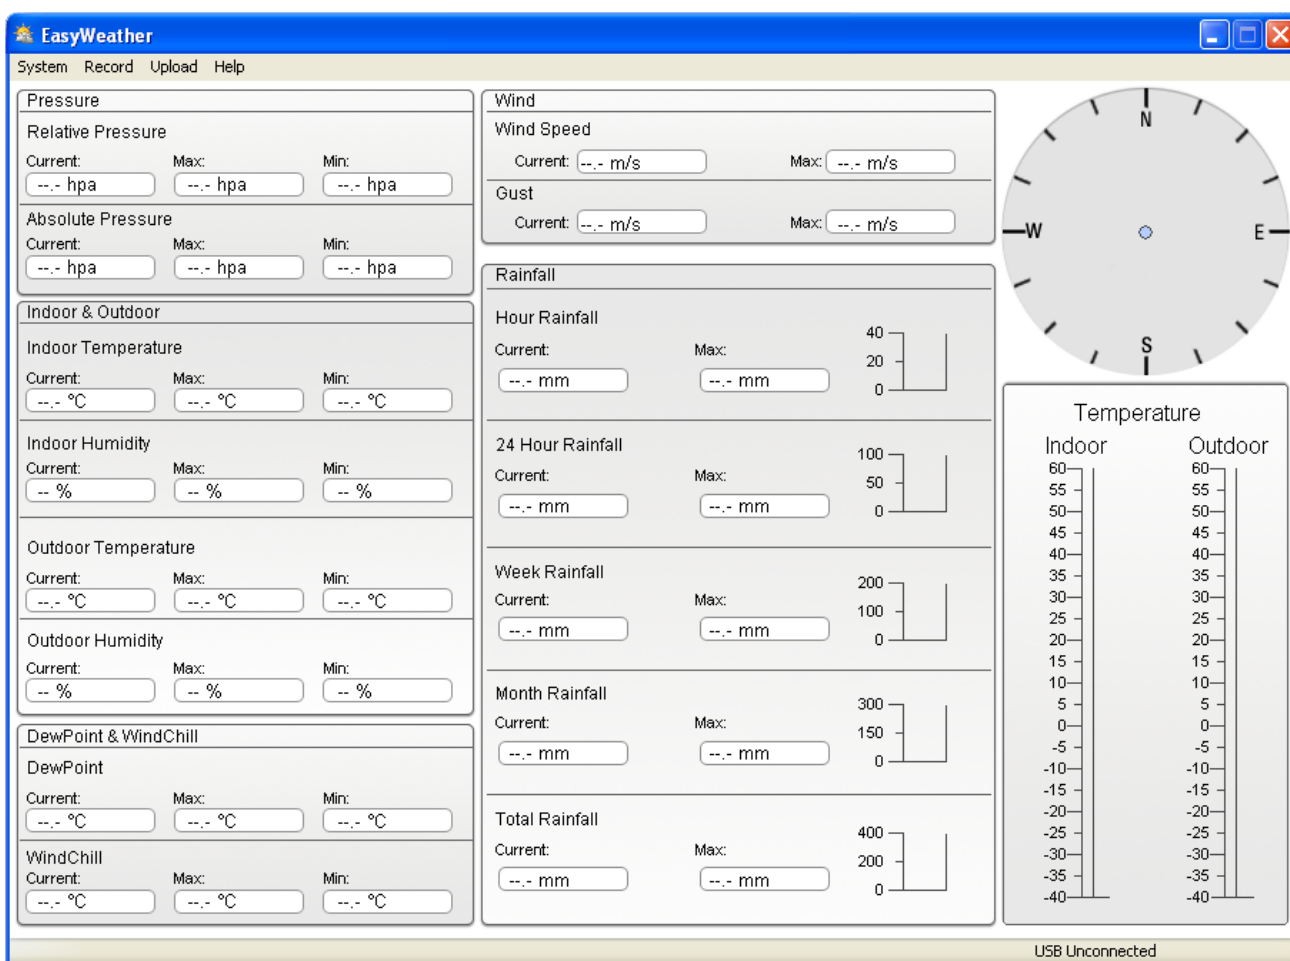 EasyWeather
System Record Upload Help
Pressure
Relative Pressure
Current: Max: Min:
--.- hpa --.- hpa --.- hpa
Absolute Pressure
Current: Max: Min:
--.- hpa --.- hpa --.- hpa
Indoor & Outdoor
Indoor Temperature
Current: Max: Min:
--.- °C --.- °C --.- °C
Indoor Humidity
Current: Max: Min:
-- % -- % -- %
Outdoor Temperature
Current: Max: Min:
--.- °C --.- °C --.- °C
Outdoor Humidity
Current: Max: Min:
-- % -- % -- %
DewPoint & WindChill
DewPoint
Current: Max: Min:
--.- °C --.- °C --.- °C
WindChill
Current: Max: Min:
--.- °C --.- °C --.- °C
Wind
Wind Speed
Current: --.- m/s Max: --.- m/s
Gust
Current: --.- m/s Max: --.- m/s
Rainfall
Hour Rainfall
Current: Max:
--.- mm --.- mm
40
20
0
24 Hour Rainfall
Current: Max:
--.- mm --.- mm
100
50
0
Week Rainfall
Current: Max:
--.- mm --.- mm
200
100
0
Month Rainfall
Current: Max:
--.- mm --.- mm
300
150
0
Total Rainfall
Current: Max:
--.- mm --.- mm
400
200
0
N
W E
S
Temperature
Indoor Outdoor
60 60
55 55
50 50
45 45
40 40
35 35
30 30
25 25
20 20
15 15
10 10
5 5
0 0
-5 -5
-10 -10
-15 -15
-20 -20
-25 -25
-30 -30
-35 -35
-40 -40
USB Unconnected